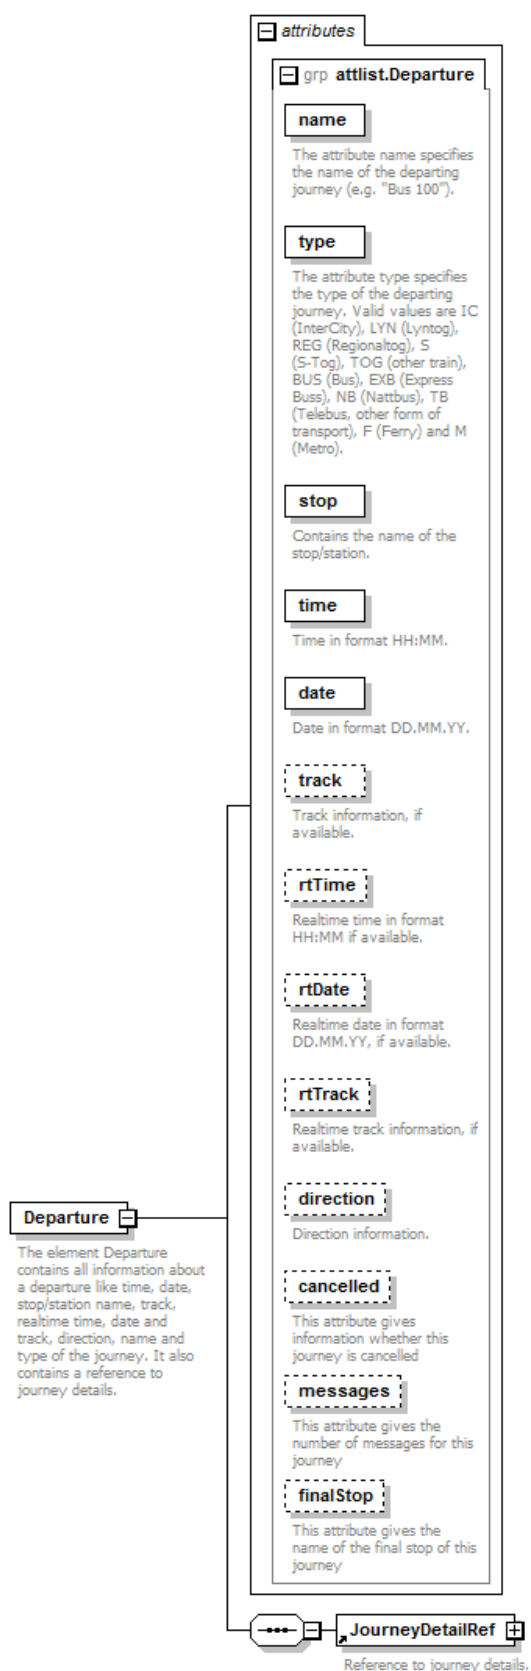 attributes
grp attlist.Departure
name
The attribute name specifies
the name of the departing
journey (e.g. "Bus 100").
type
The attribute type specifies
the type of the departing
journey. Valid values are IC
(InterCity), LYN (Lyntog),
REG (Regionaltog), S
(S-Tog), TOG (other train),
BUS (Bus), EXB (Express
Buss), NB (Nattbus), TB
(Telebus, other form of
transport), F (Ferry) and M
(Metro).
stop
Contains the name of the
stop/station.
time
Time in format HH:MM.
date
Date in format DD.MM.YY.
track
Track information, if
available.
rtTime
Realtime time in format
HH:MM if available.
rtDate
Realtime date in format
DD.MM.YY, if available.
rtTrack
Realtime track information, if
available.
direction
Direction information.
cancelled
This attribute gives
information whether this
journey is cancelled
messages
This attribute gives the
number of messages for this
journey
finalStop
This attribute gives the
name of the final stop of this
journey
Departure
The element Departure
contains all information about
a departure like time, date,
stop/station name, track,
realtime time, date and
track, direction, name and
type of the journey. It also
contains a reference to
journey details.
JourneyDetailRef
Reference to journey details.